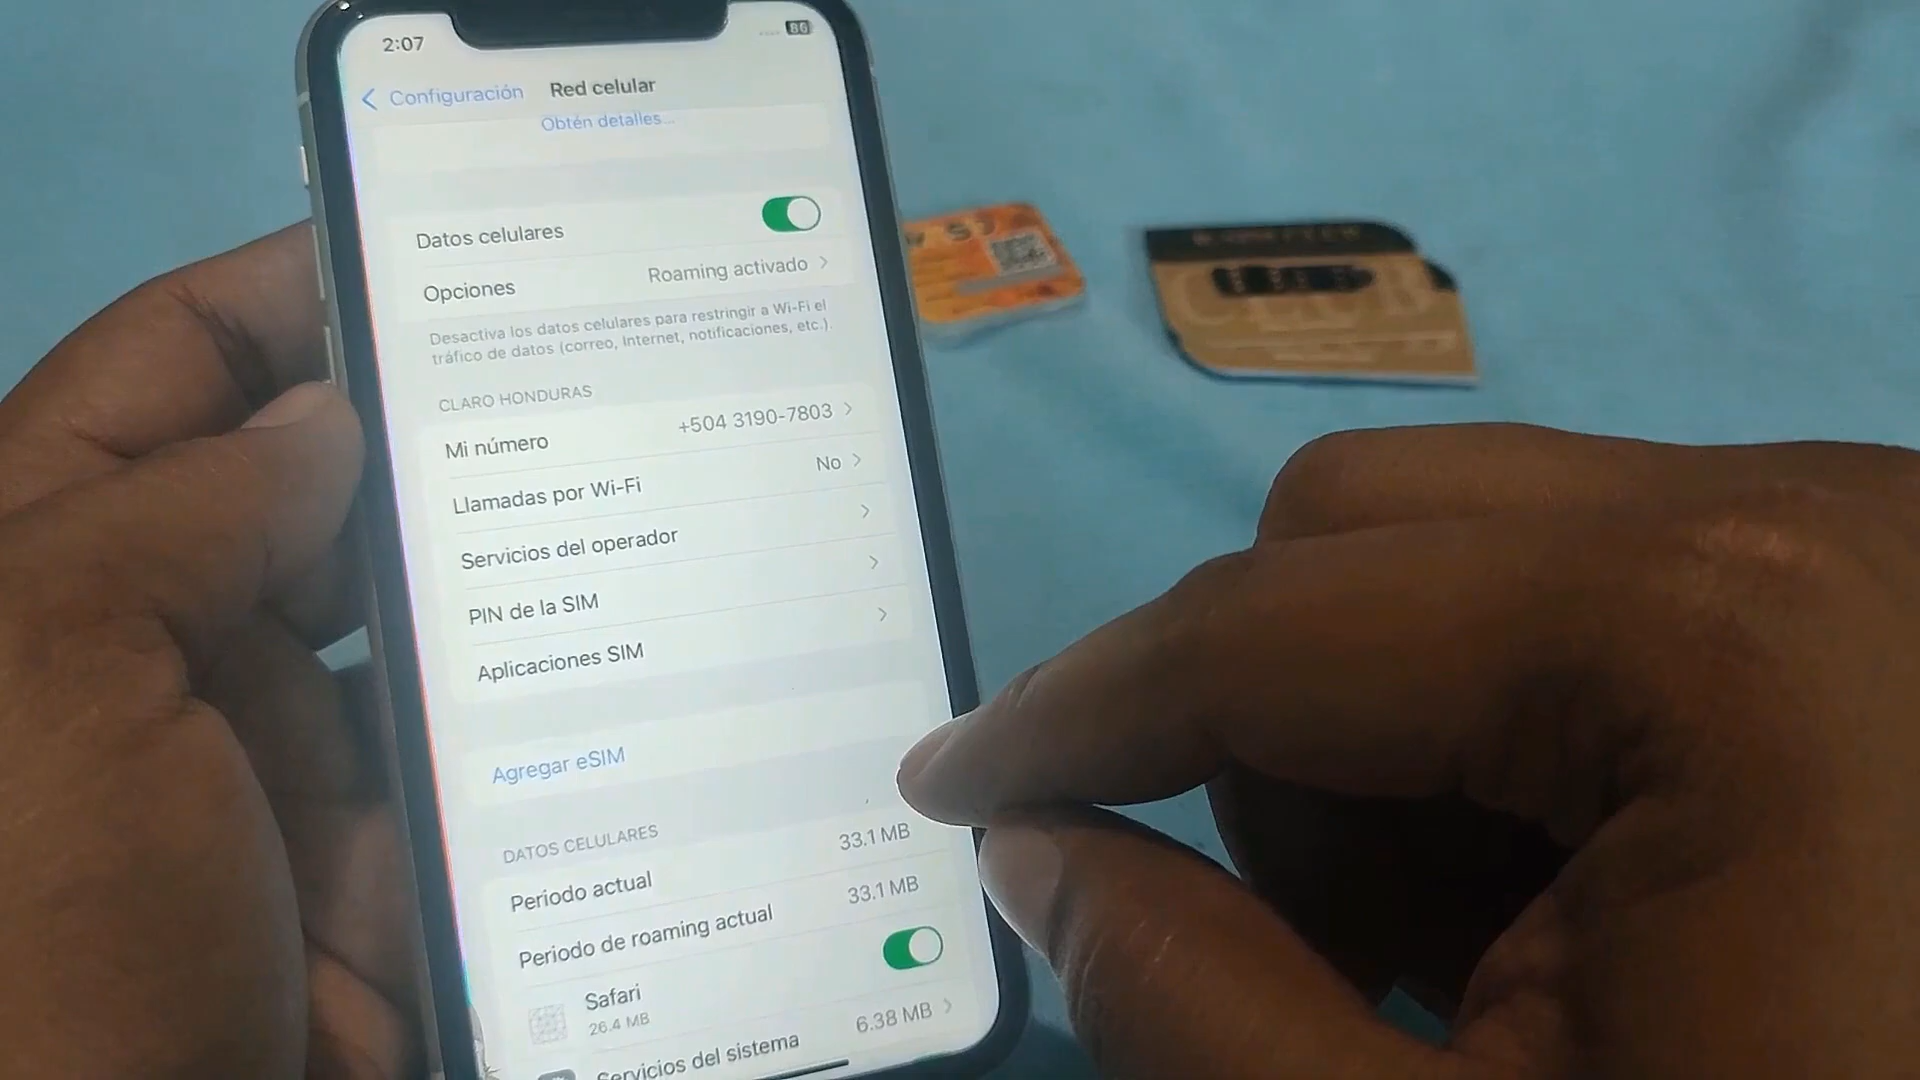 2:07
86
Configuración
Red celular
Obtén detalles...
Datos celulares
Opciones
Roaming activado
Desactiva los datos celulares para restringir a Wi-Fi el
tráfico de datos (correo, Internet, notificaciones, etc.).
CLARO HONDURAS
Mi número
+504 3190-7803
Llamadas por Wi-Fi
No
Servicios del operador
PIN de la SIM
Aplicaciones SIM
Agregar eSIM
DATOS CELULARES
Periodo actual
33.1 MB
Periodo de roaming actual
33.1 MB
Safari
26.4 MB
Servicios del sistema
6.38 MB
CLUB